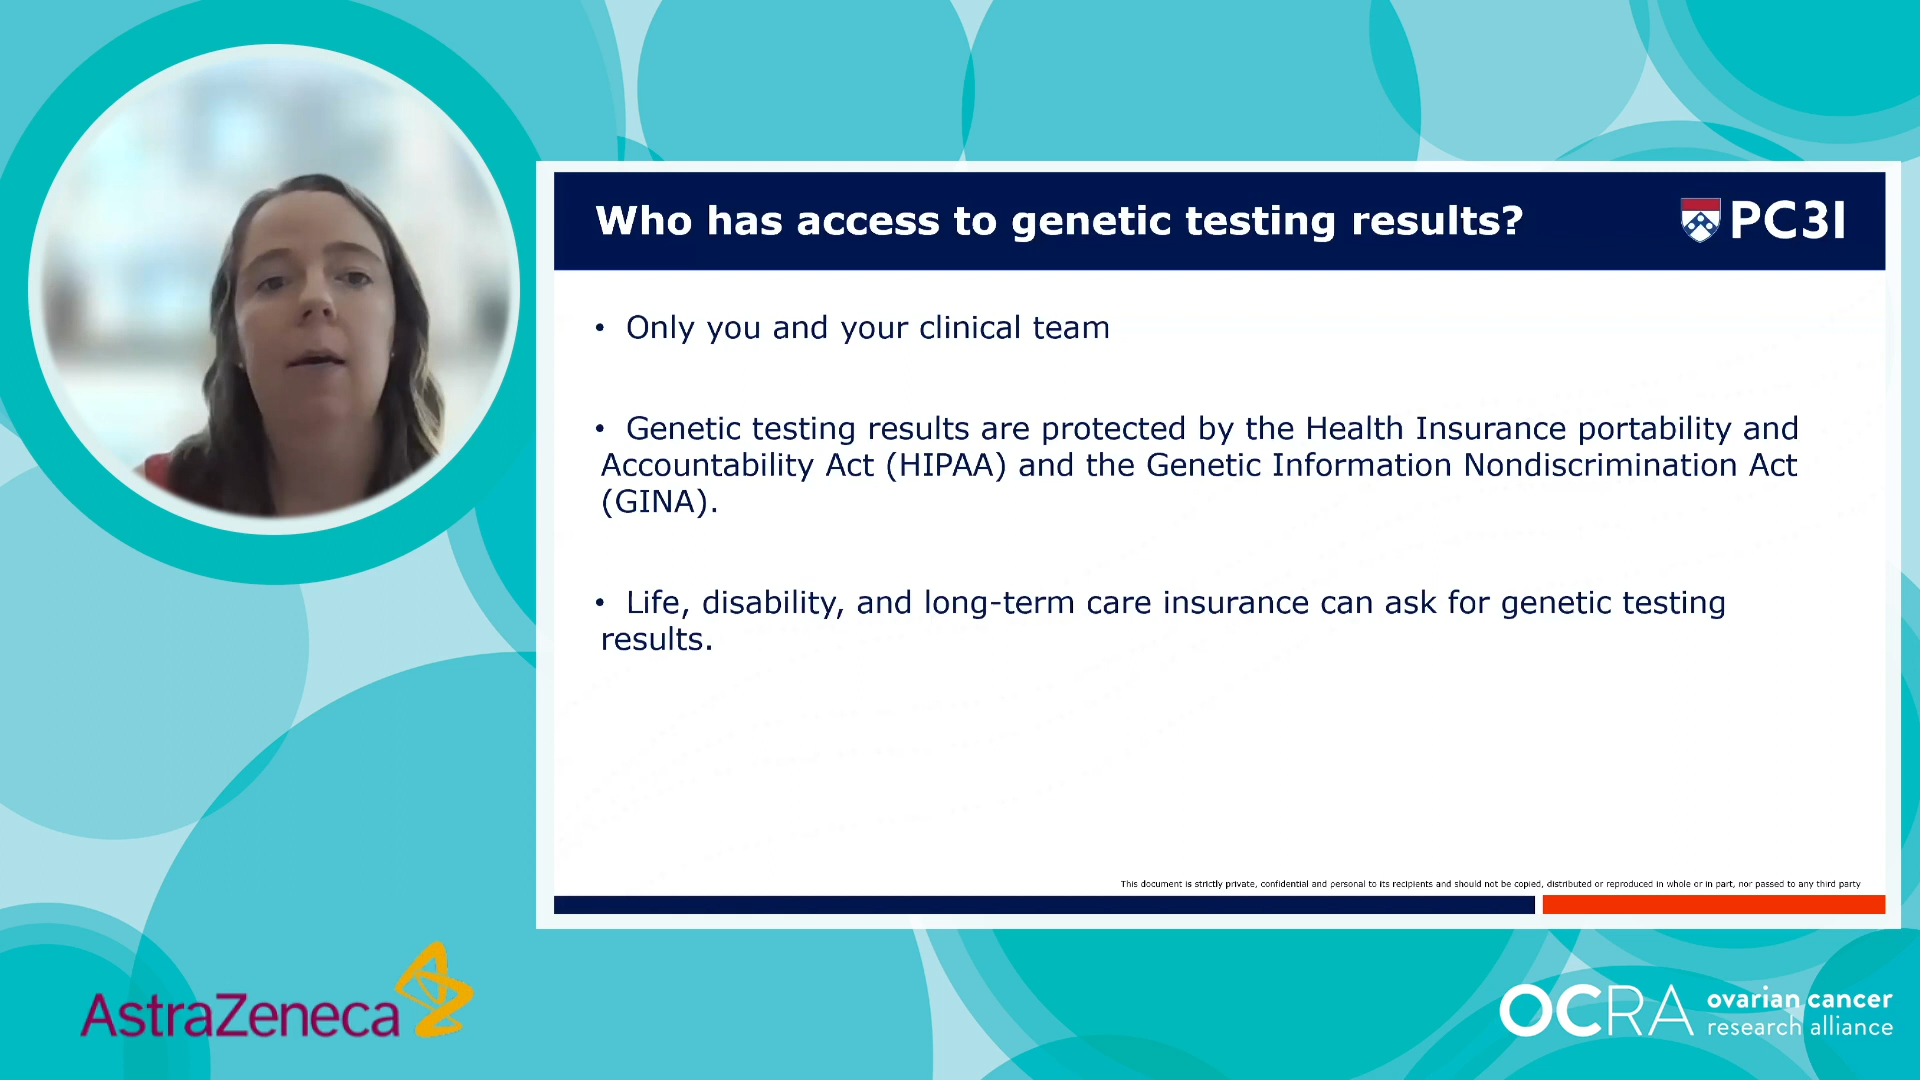 Who has access to genetic testing results?
PC3I
• Only you and your clinical team
• Genetic testing results are protected by the Health Insurance portability and
Accountability Act (HIPAA) and the Genetic Information Nondiscrimination Act
(GINA).
• Life, disability, and long-term care insurance can ask for genetic testing
results.
This document is strictly private, confidential and personal to its recipients and should not be copied, distributed or reproduced in whole or in part, nor passed to any third party
AstraZeneca
OCRA
ovarian cancer
research alliance